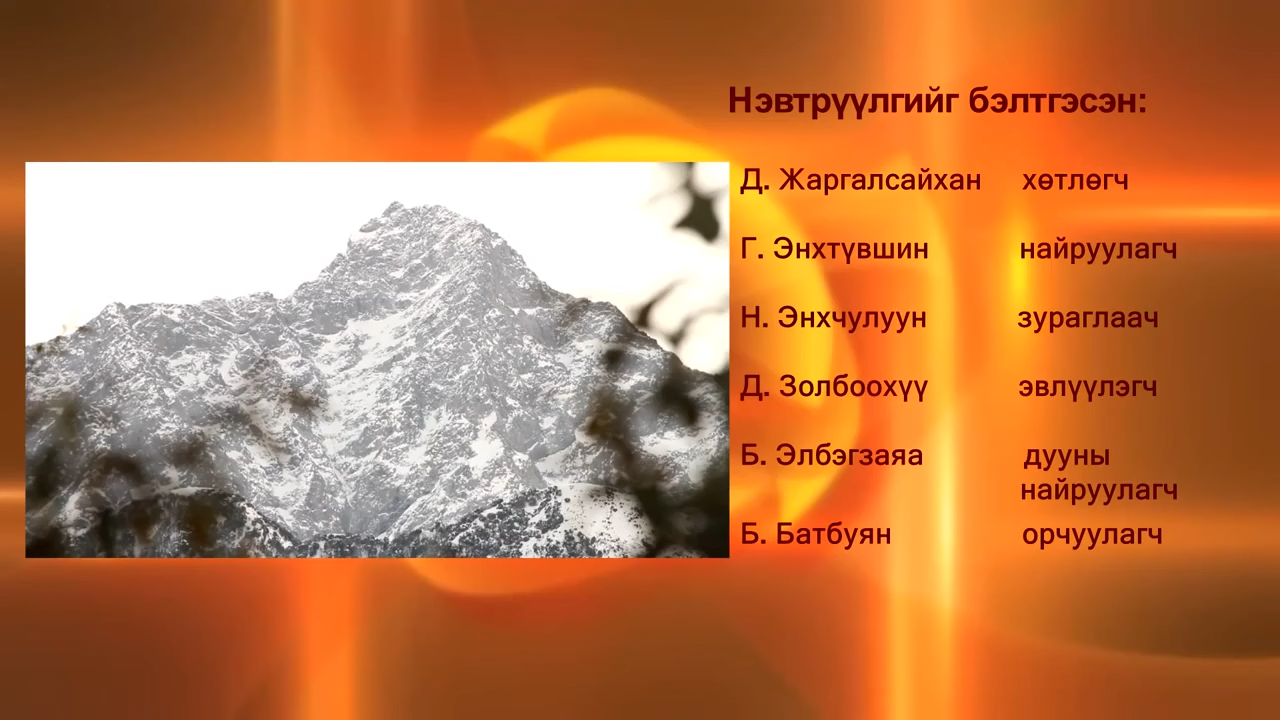 Нэвтрүүлгийг бэлтгэсэн:
Д. Жаргалсайхан хөтлөгч
Г. Энхтүвшин найруулагч
Н. Энхчулуун зураглаач
Д. Золбоохүү эвлүүлэгч
Б. Элбэгзаяа дууны
найруулагч
Б. Батбуян орчуулагч